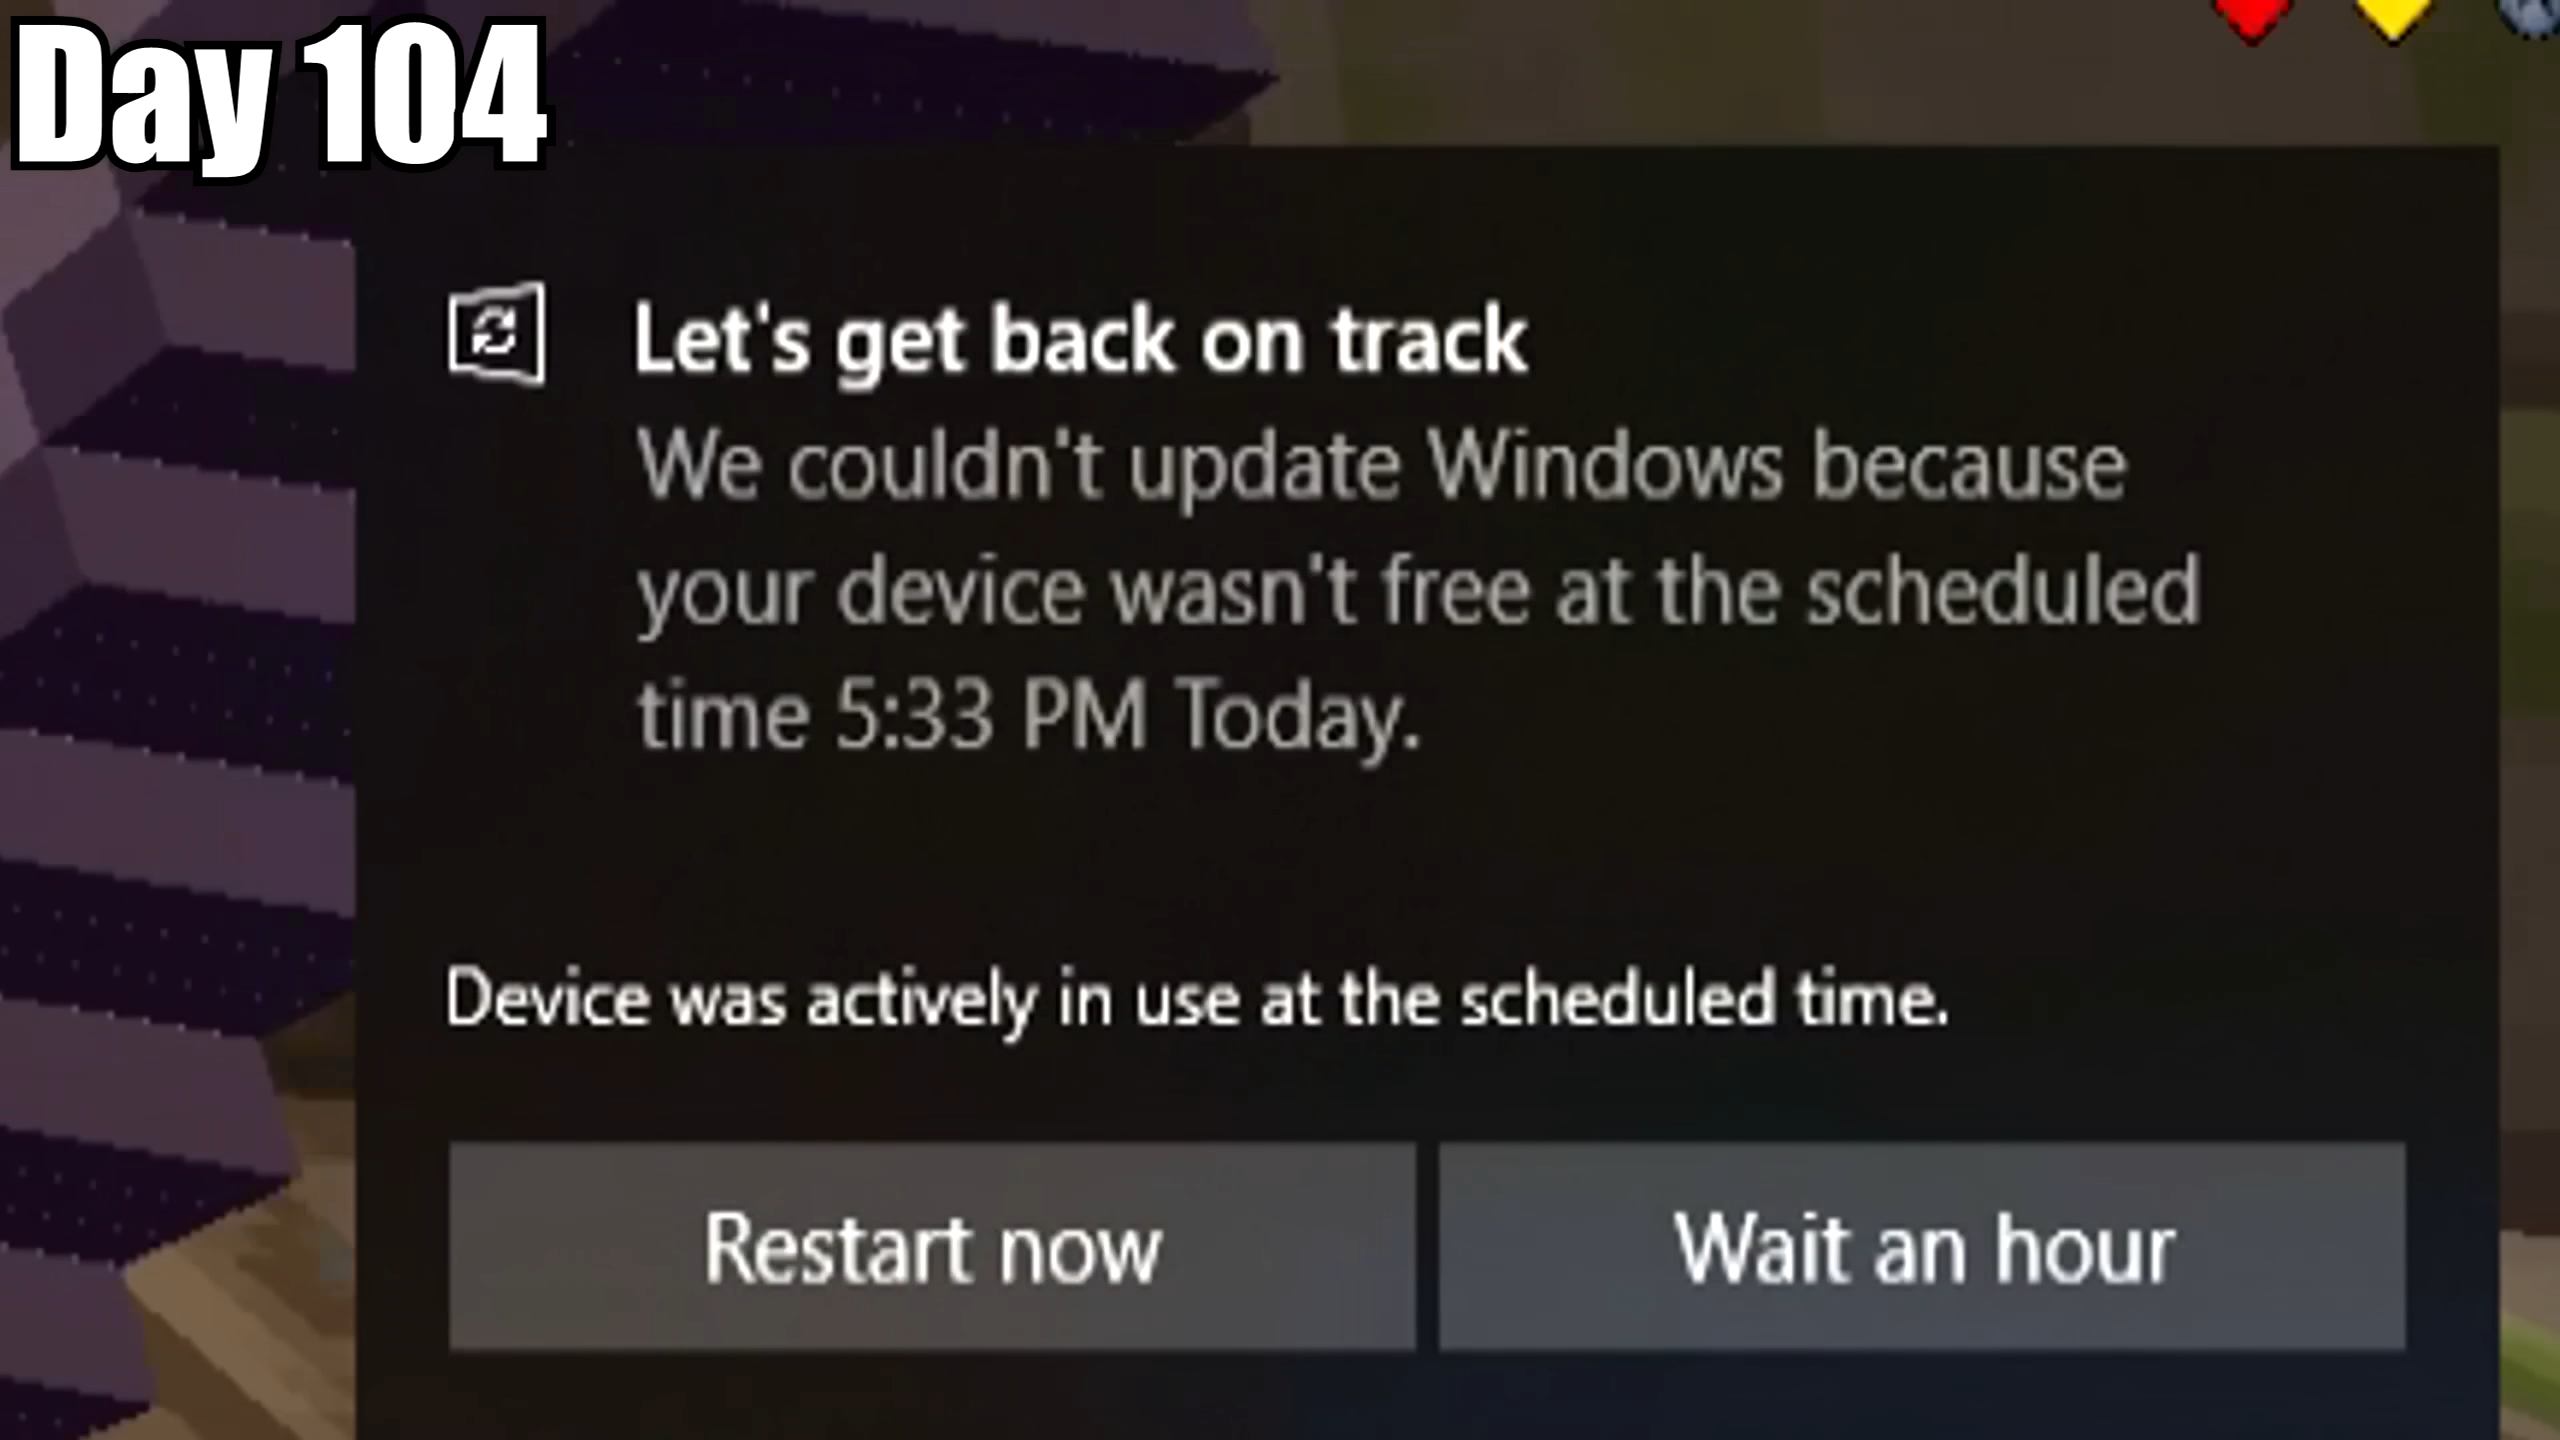 Day 104
Let's get back on track
We couldn't update Windows because
your device wasn't free at the scheduled
time 5:33 PM Today.
Device was actively in use at the scheduled time.
Restart now
Wait an hour